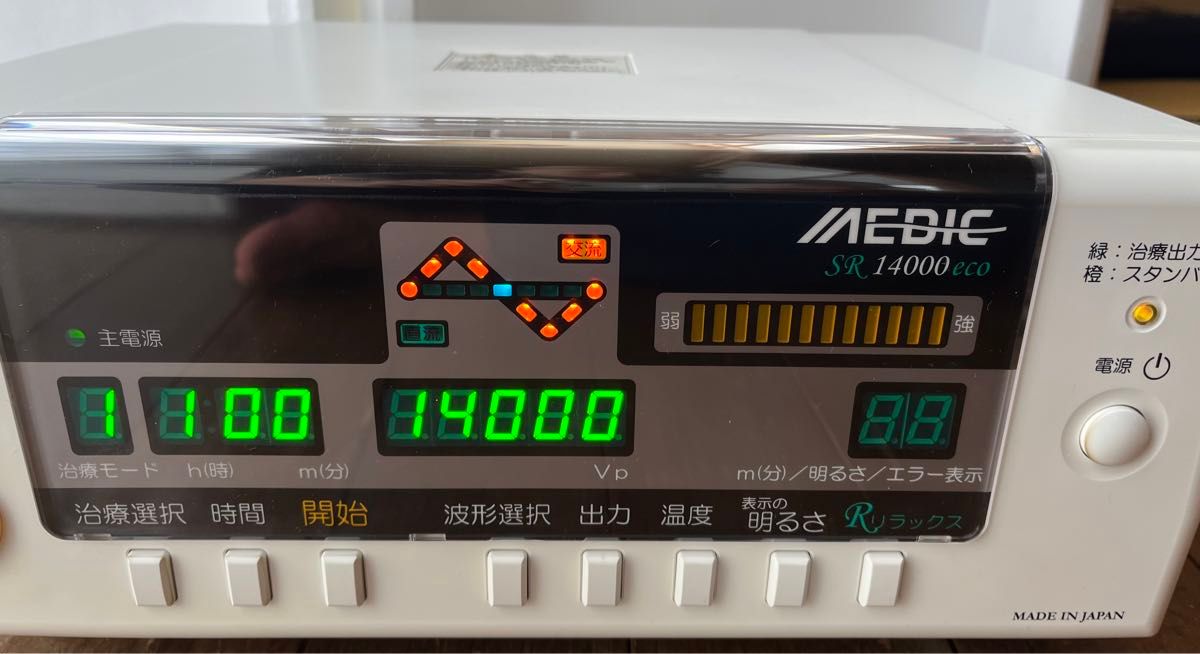 MEDIC
SR 14000 eco
交流
直流
弱 強
主電源
緑：治療出力
橙：スタンバ
電源
1 1 00 14000
治療モード h(時) m(分) Vp m(分)／明るさ／エラー表示
治療選択 時間 開始 波形選択 出力 温度 表示の明るさ Rリラックス
MADE IN JAPAN